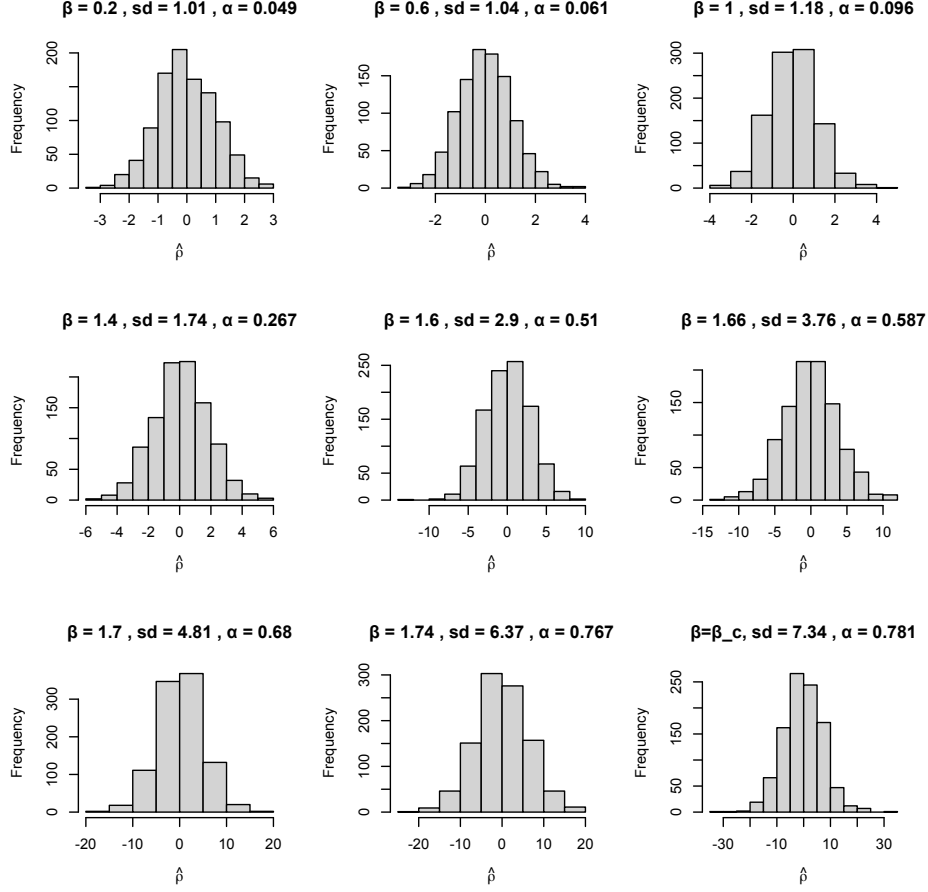 β = 0.2 , sd = 1.01 , α = 0.049
Frequency
0
50
100
200
-3 -2 -1 0 1 2 3
ρ̂
β = 0.6 , sd = 1.04 , α = 0.061
Frequency
0
50
150
-2 0 2 4
ρ̂
β = 1 , sd = 1.18 , α = 0.096
Frequency
0
100
200
300
-4 -2 0 2 4
ρ̂
β = 1.4 , sd = 1.74 , α = 0.267
Frequency
0
50
150
-6 -4 -2 0 2 4 6
ρ̂
β = 1.6 , sd = 2.9 , α = 0.51
Frequency
0
50
150
250
-10 -5 0 5 10
ρ̂
β = 1.66 , sd = 3.76 , α = 0.587
Frequency
0
50
150
-15 -10 -5 0 5 10
ρ̂
β = 1.7 , sd = 4.81 , α = 0.68
Frequency
0
100
200
300
-20 -10 0 10 20
ρ̂
β = 1.74 , sd = 6.37 , α = 0.767
Frequency
0
100
200
300
-20 -10 0 10 20
ρ̂
β=β_c, sd = 7.34 , α = 0.781
Frequency
0
50
150
250
-30 -10 10 30
ρ̂